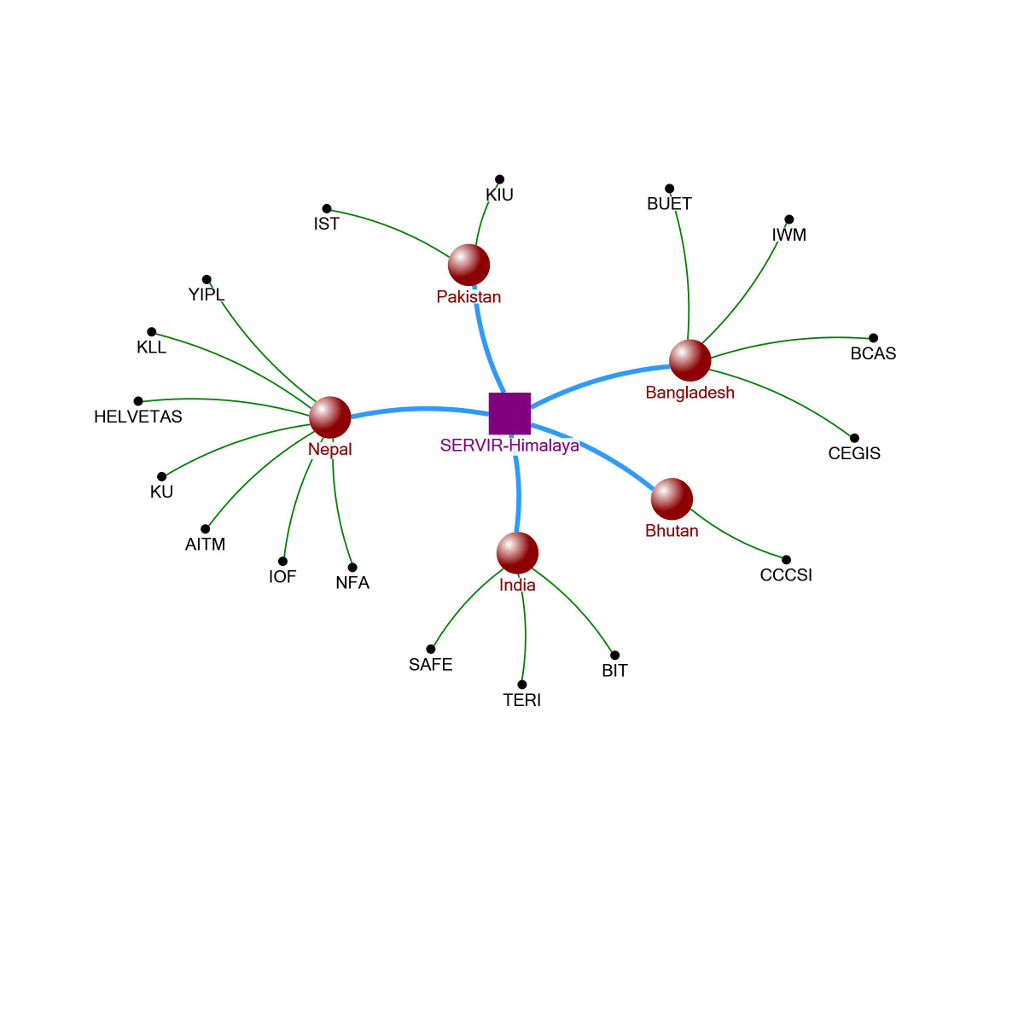 KIU
BUET
IST
IWM
YIPL
Pakistan
KLL
BCAS
Bangladesh
HELVETAS
SERVIR-Himalaya
Nepal
CEGIS
KU
Bhutan
AITM
IOF
CCCSI
NFA
India
SAFE
BIT
TERI